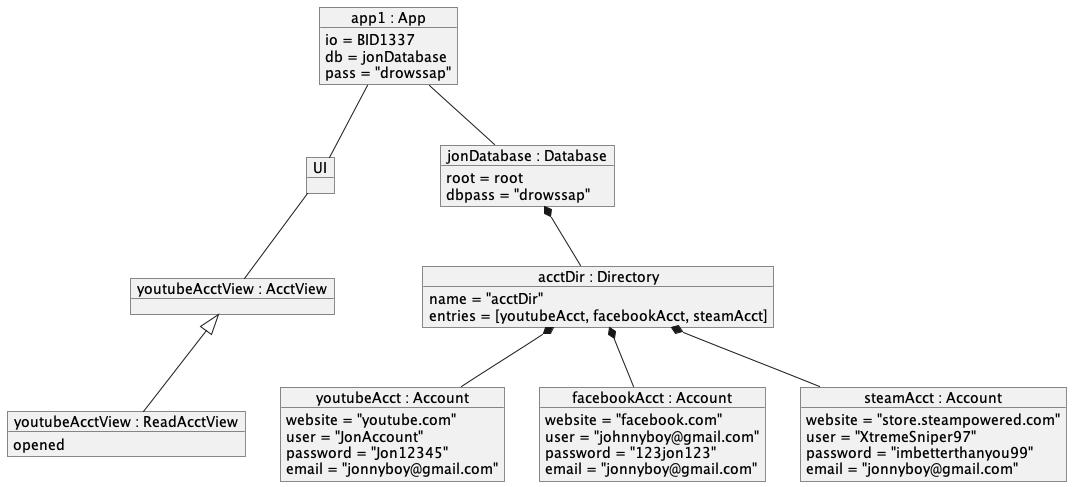 app1 : App
io = BID1337
db = jonDatabase
pass = "drowssap"
UI
jonDatabase : Database
root = root
dbpass = "drowssap"
youtubeAcctView : AcctView
acctDir : Directory
name = "acctDir"
entries = [youtubeAcct, facebookAcct, steamAcct]
youtubeAcctView : ReadAcctView
opened
youtubeAcct : Account
website = "youtube.com"
user = "JonAccount"
password = "Jon12345"
email = "jonnyboy@gmail.com"
facebookAcct : Account
website = "facebook.com"
user = "johnnyboy@gmail.com"
password = "123jon123"
email = "jonnyboy@gmail.com"
steamAcct : Account
website = "store.steampowered.com"
user = "XtremeSniper97"
password = "imbetterthanyou99"
email = "jonnyboy@gmail.com"